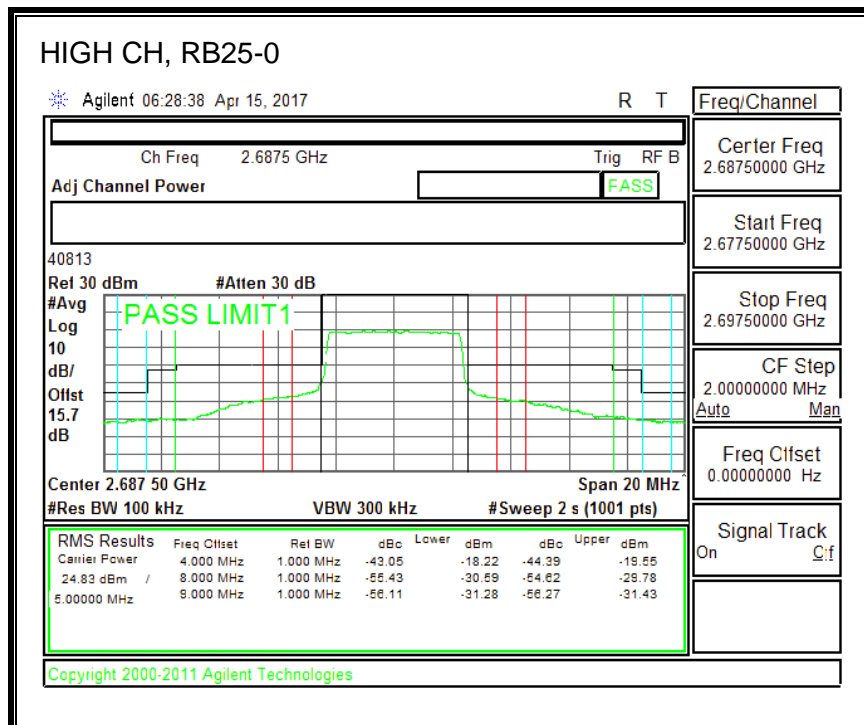 HIGH CH, RB25-0
Agilent 06:28:38 Apr 15, 2017 R T
Freq/Channel
Ch Freq 2.6875 GHz Trig RF B
Adj Channel Power PASS
40813
Ref 30 dBm #Atten 30 dB
#Avg
Log
10
dB/
Offst
15.7
dB
PASS LIMIT1
Center 2.687 50 GHz Span 20 MHz
#Res BW 100 kHz VBW 300 kHz #Sweep 2 s (1001 pts)
RMS Results Freq Offset Ref BW dBc Lower dBm dBc Upper dBm
Carrier Power 4.000 MHz 1.000 MHz -43.05 -18.22 -44.39 -19.55
24.83 dBm / 8.000 MHz 1.000 MHz -55.43 -30.59 -54.62 -29.78
5.00000 MHz 9.000 MHz 1.000 MHz -56.11 -31.28 -56.27 -31.43
Center Freq
2.68750000 GHz
Start Freq
2.67750000 GHz
Stop Freq
2.69750000 GHz
CF Step
2.00000000 MHz
Auto Man
Freq Offset
0.00000000 Hz
Signal Track
On Off
Copyright 2000-2011 Agilent Technologies